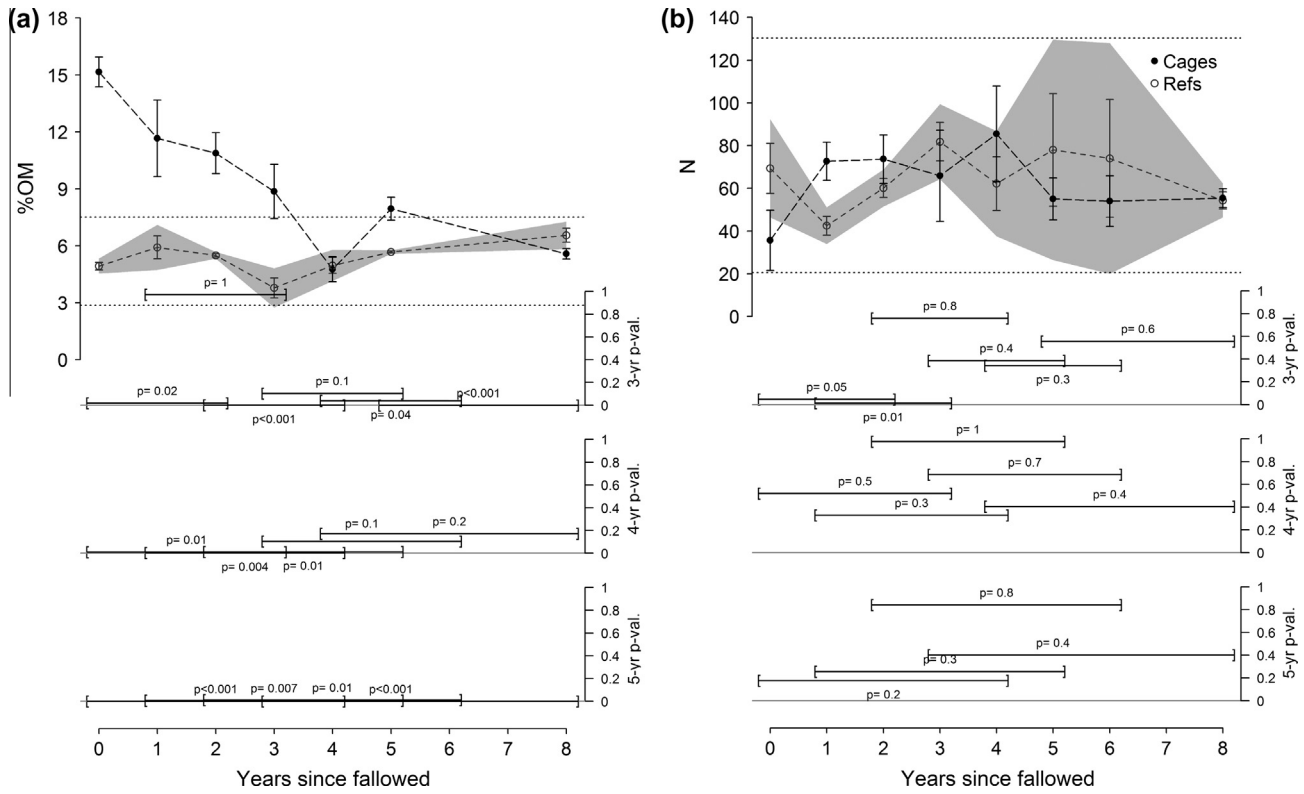 (a)
18
15
12
9
6
3
0
%OM
p= 1
1
0.8
0.6
0.4
0.2
0
3-yr p-val.
p= 0.02
p= 0.1
p<0.001
p<0.001
p= 0.04
1
0.8
0.6
0.4
0.2
0
4-yr p-val.
p= 0.01
p= 0.1
p= 0.2
p= 0.004
p= 0.01
1
0.8
0.6
0.4
0.2
0
5-yr p-val.
p<0.001
p= 0.007
p= 0.01
p<0.001
0 1 2 3 4 5 6 7 8
Years since fallowed
(b)
140
120
100
80
60
40
20
0
N
Cages
Refs
1
0.8
0.6
0.4
0.2
0
3-yr p-val.
p= 0.8
p= 0.6
p= 0.4
p= 0.3
p= 0.05
p= 0.01
1
0.8
0.6
0.4
0.2
0
4-yr p-val.
p= 1
p= 0.7
p= 0.5
p= 0.4
p= 0.3
1
0.8
0.6
0.4
0.2
0
5-yr p-val.
p= 0.8
p= 0.4
p= 0.3
p= 0.2
0 1 2 3 4 5 6 7 8
Years since fallowed